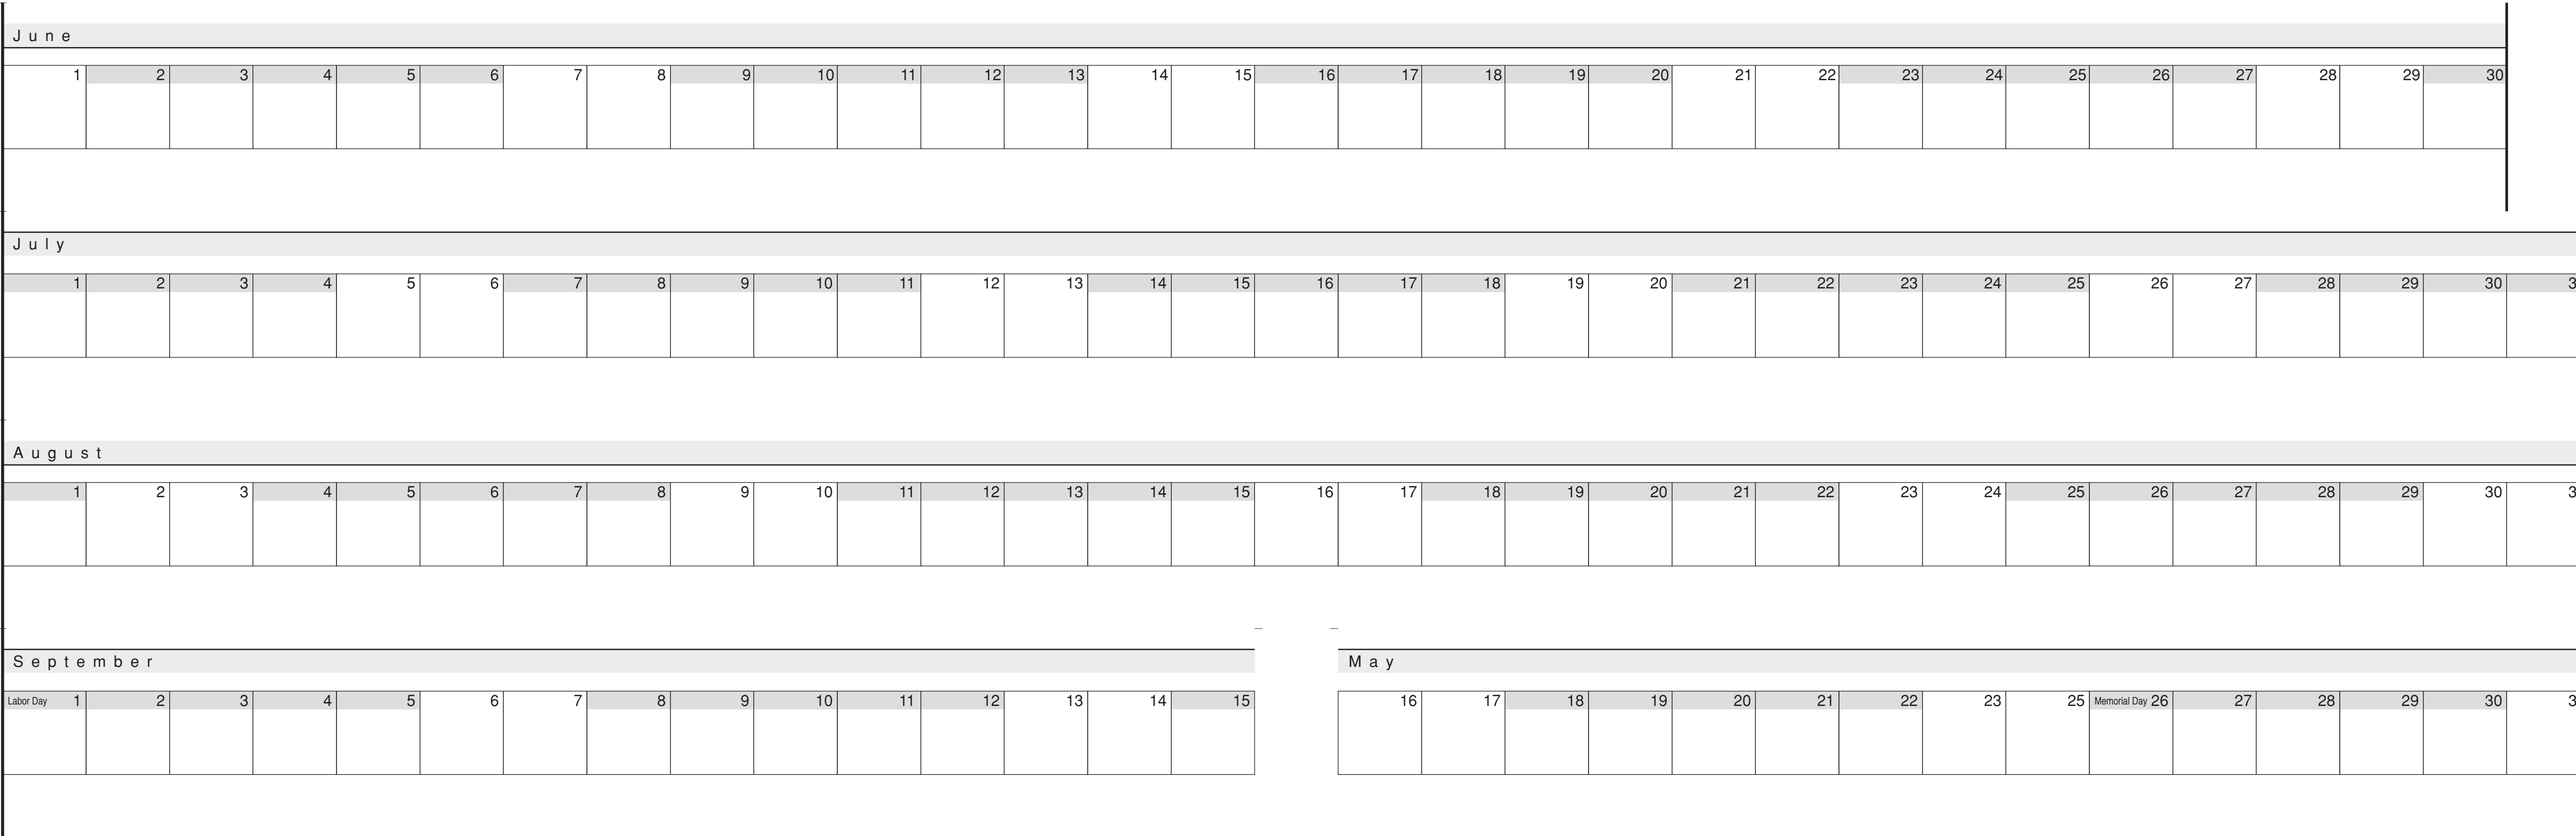 June
1 2 3 4 5 6 7 8 9 10 11 12 13 14 15 16 17 18 19 20 21 22 23 24 25 26 27 28 29 30
July
1 2 3 4 5 6 7 8 9 10 11 12 13 14 15 16 17 18 19 20 21 22 23 24 25 26 27 28 29 30 3
August
1 2 3 4 5 6 7 8 9 10 11 12 13 14 15 16 17 18 19 20 21 22 23 24 25 26 27 28 29 30 3
September
Labor Day 1 2 3 4 5 6 7 8 9 10 11 12 13 14 15
May
16 17 18 19 20 21 22 23 25 Memorial Day 26 27 28 29 30 3